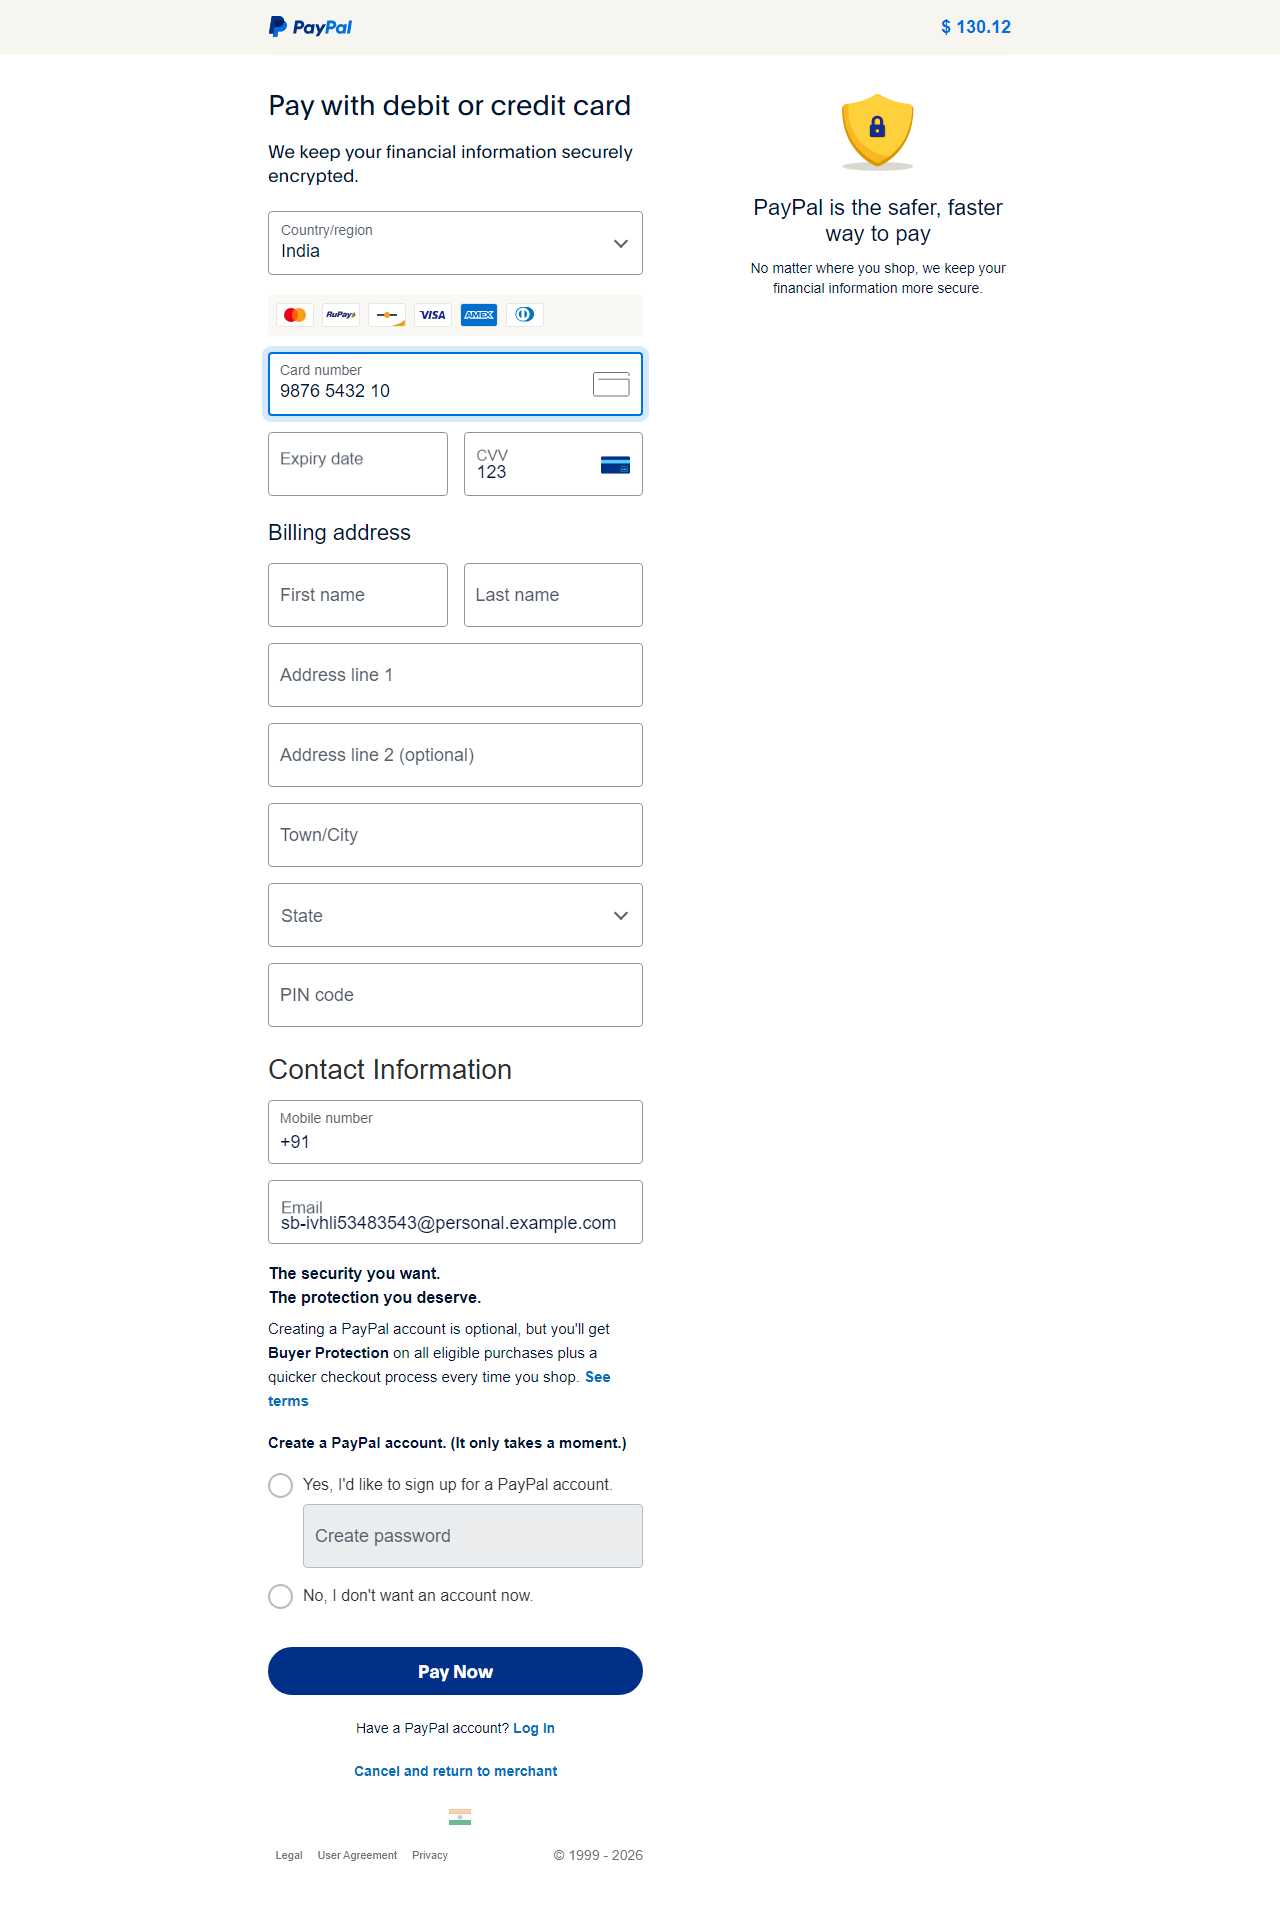 PayPal
$ 130.12
Pay with debit or credit card
We keep your financial information securely
encrypted.
Country/region
India
RuPay
VISA
AMEX
Card number
9876 5432 10
Expiry date
CVV
123
Billing address
First name
Last name
Address line 1
Address line 2 (optional)
Town/City
State
PIN code
Contact Information
Mobile number
+91
Email
sb-ivhli53483543@personal.example.com
The security you want.
The protection you deserve.
Creating a PayPal account is optional, but you'll get
Buyer Protection on all eligible purchases plus a
quicker checkout process every time you shop. See
terms
Create a PayPal account. (It only takes a moment.)
Yes, I'd like to sign up for a PayPal account.
Create password
No, I don't want an account now.
Pay Now
Have a PayPal account? Log In
Cancel and return to merchant
Legal User Agreement Privacy © 1999 - 2026
PayPal is the safer, faster
way to pay
No matter where you shop, we keep your
financial information more secure.